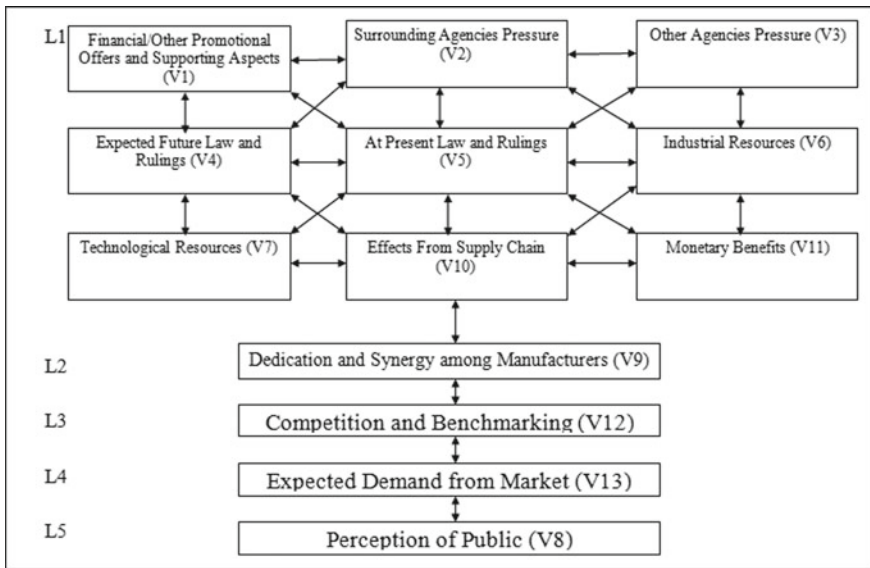 L1
Financial/Other Promotional
Offers and Supporting Aspects
(V1)
Surrounding Agencies Pressure
(V2)
Other Agencies Pressure (V3)
Expected Future Law and
Rulings (V4)
At Present Law and Rulings
(V5)
Industrial Resources (V6)
Technological Resources (V7)
Effects From Supply Chain
(V10)
Monetary Benefits (V11)
L2
Dedication and Synergy among Manufacturers (V9)
L3
Competition and Benchmarking (V12)
L4
Expected Demand from Market (V13)
L5
Perception of Public (V8)